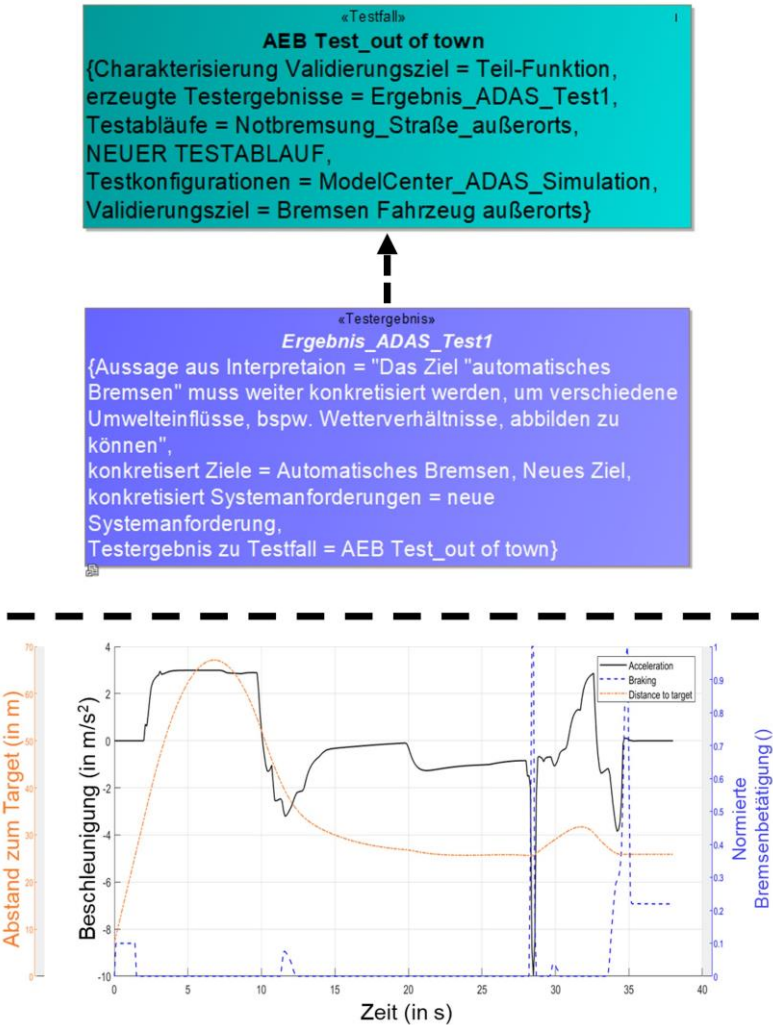 «Testfall»
AEB Test_out of town
{Charakterisierung Validierungsziel = Teil-Funktion,
erzeugte Testergebnisse = Ergebnis_ADAS_Test1,
Testabläufe = Notbremsung_Straße_außerorts,
NEUER TESTABLAUF,
Testkonfigurationen = ModelCenter_ADAS_Simulation,
Validierungsziel = Bremsen Fahrzeug außerorts}
«Testergebnis»
Ergebnis_ADAS_Test1
{Aussage aus Interpretaion = "Das Ziel "automatisches
Bremsen" muss weiter konkretisiert werden, um verschiedene
Umwelteinflüsse, bspw. Wetterverhältnisse, abbilden zu
können",
konkretisert Ziele = Automatisches Bremsen, Neues Ziel,
konkretisiert Systemanforderungen = neue
Systemanforderung,
Testergebnis zu Testfall = AEB Test_out of town}
Abstand zum Target (in m)
70
60
50
40
30
20
10
0
Beschleunigung (in m/s²)
4
2
0
-2
-4
-6
-8
-10
Acceleration
Braking
Distance to target
1
0.9
0.8
0.7
0.6
0.5
0.4
0.3
0.2
0.1
0
Normierte
Bremsenbetätigung ()
0 5 10 15 20 25 30 35 40
Zeit (in s)